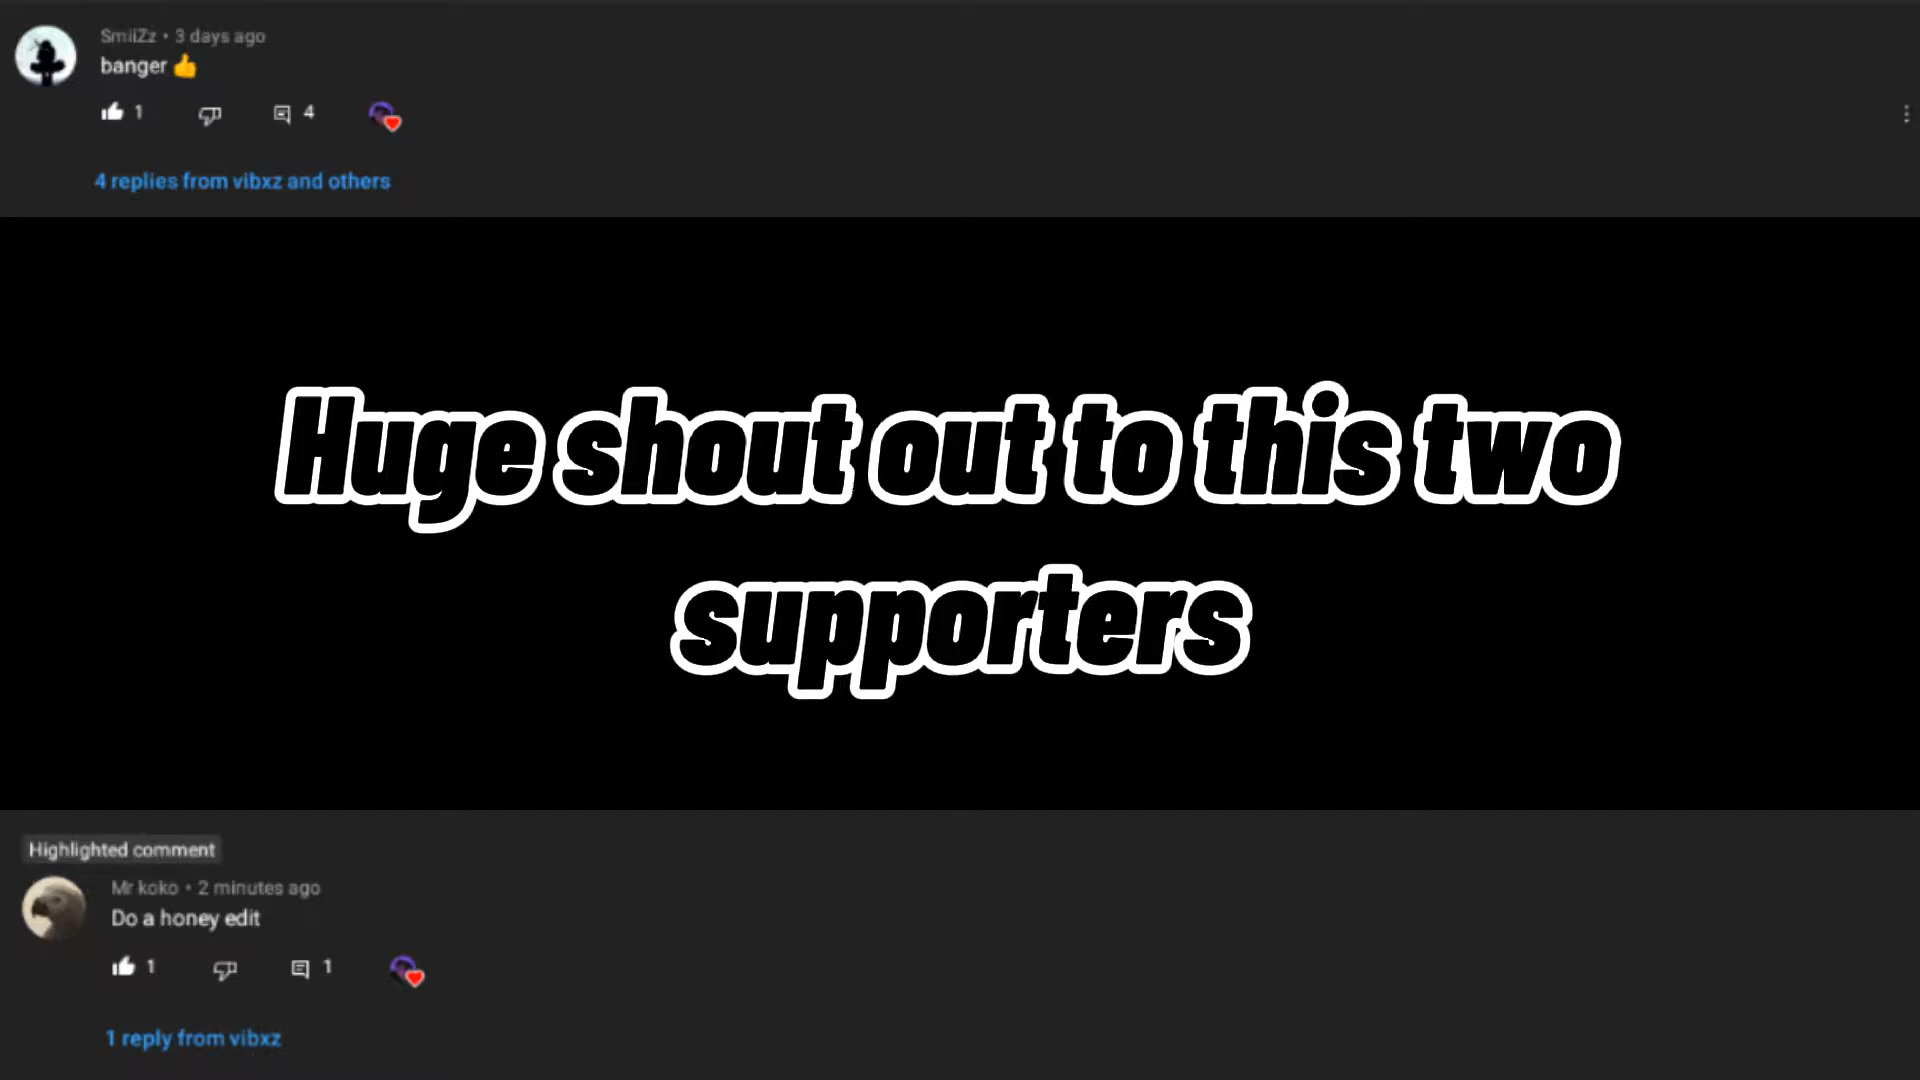 SmilZz • 3 days ago
banger 👍
1 4
4 replies from vibxz and others
Huge shout out to this two
supporters
Highlighted comment
Mr koko • 2 minutes ago
Do a honey edit
1 1
1 reply from vibxz